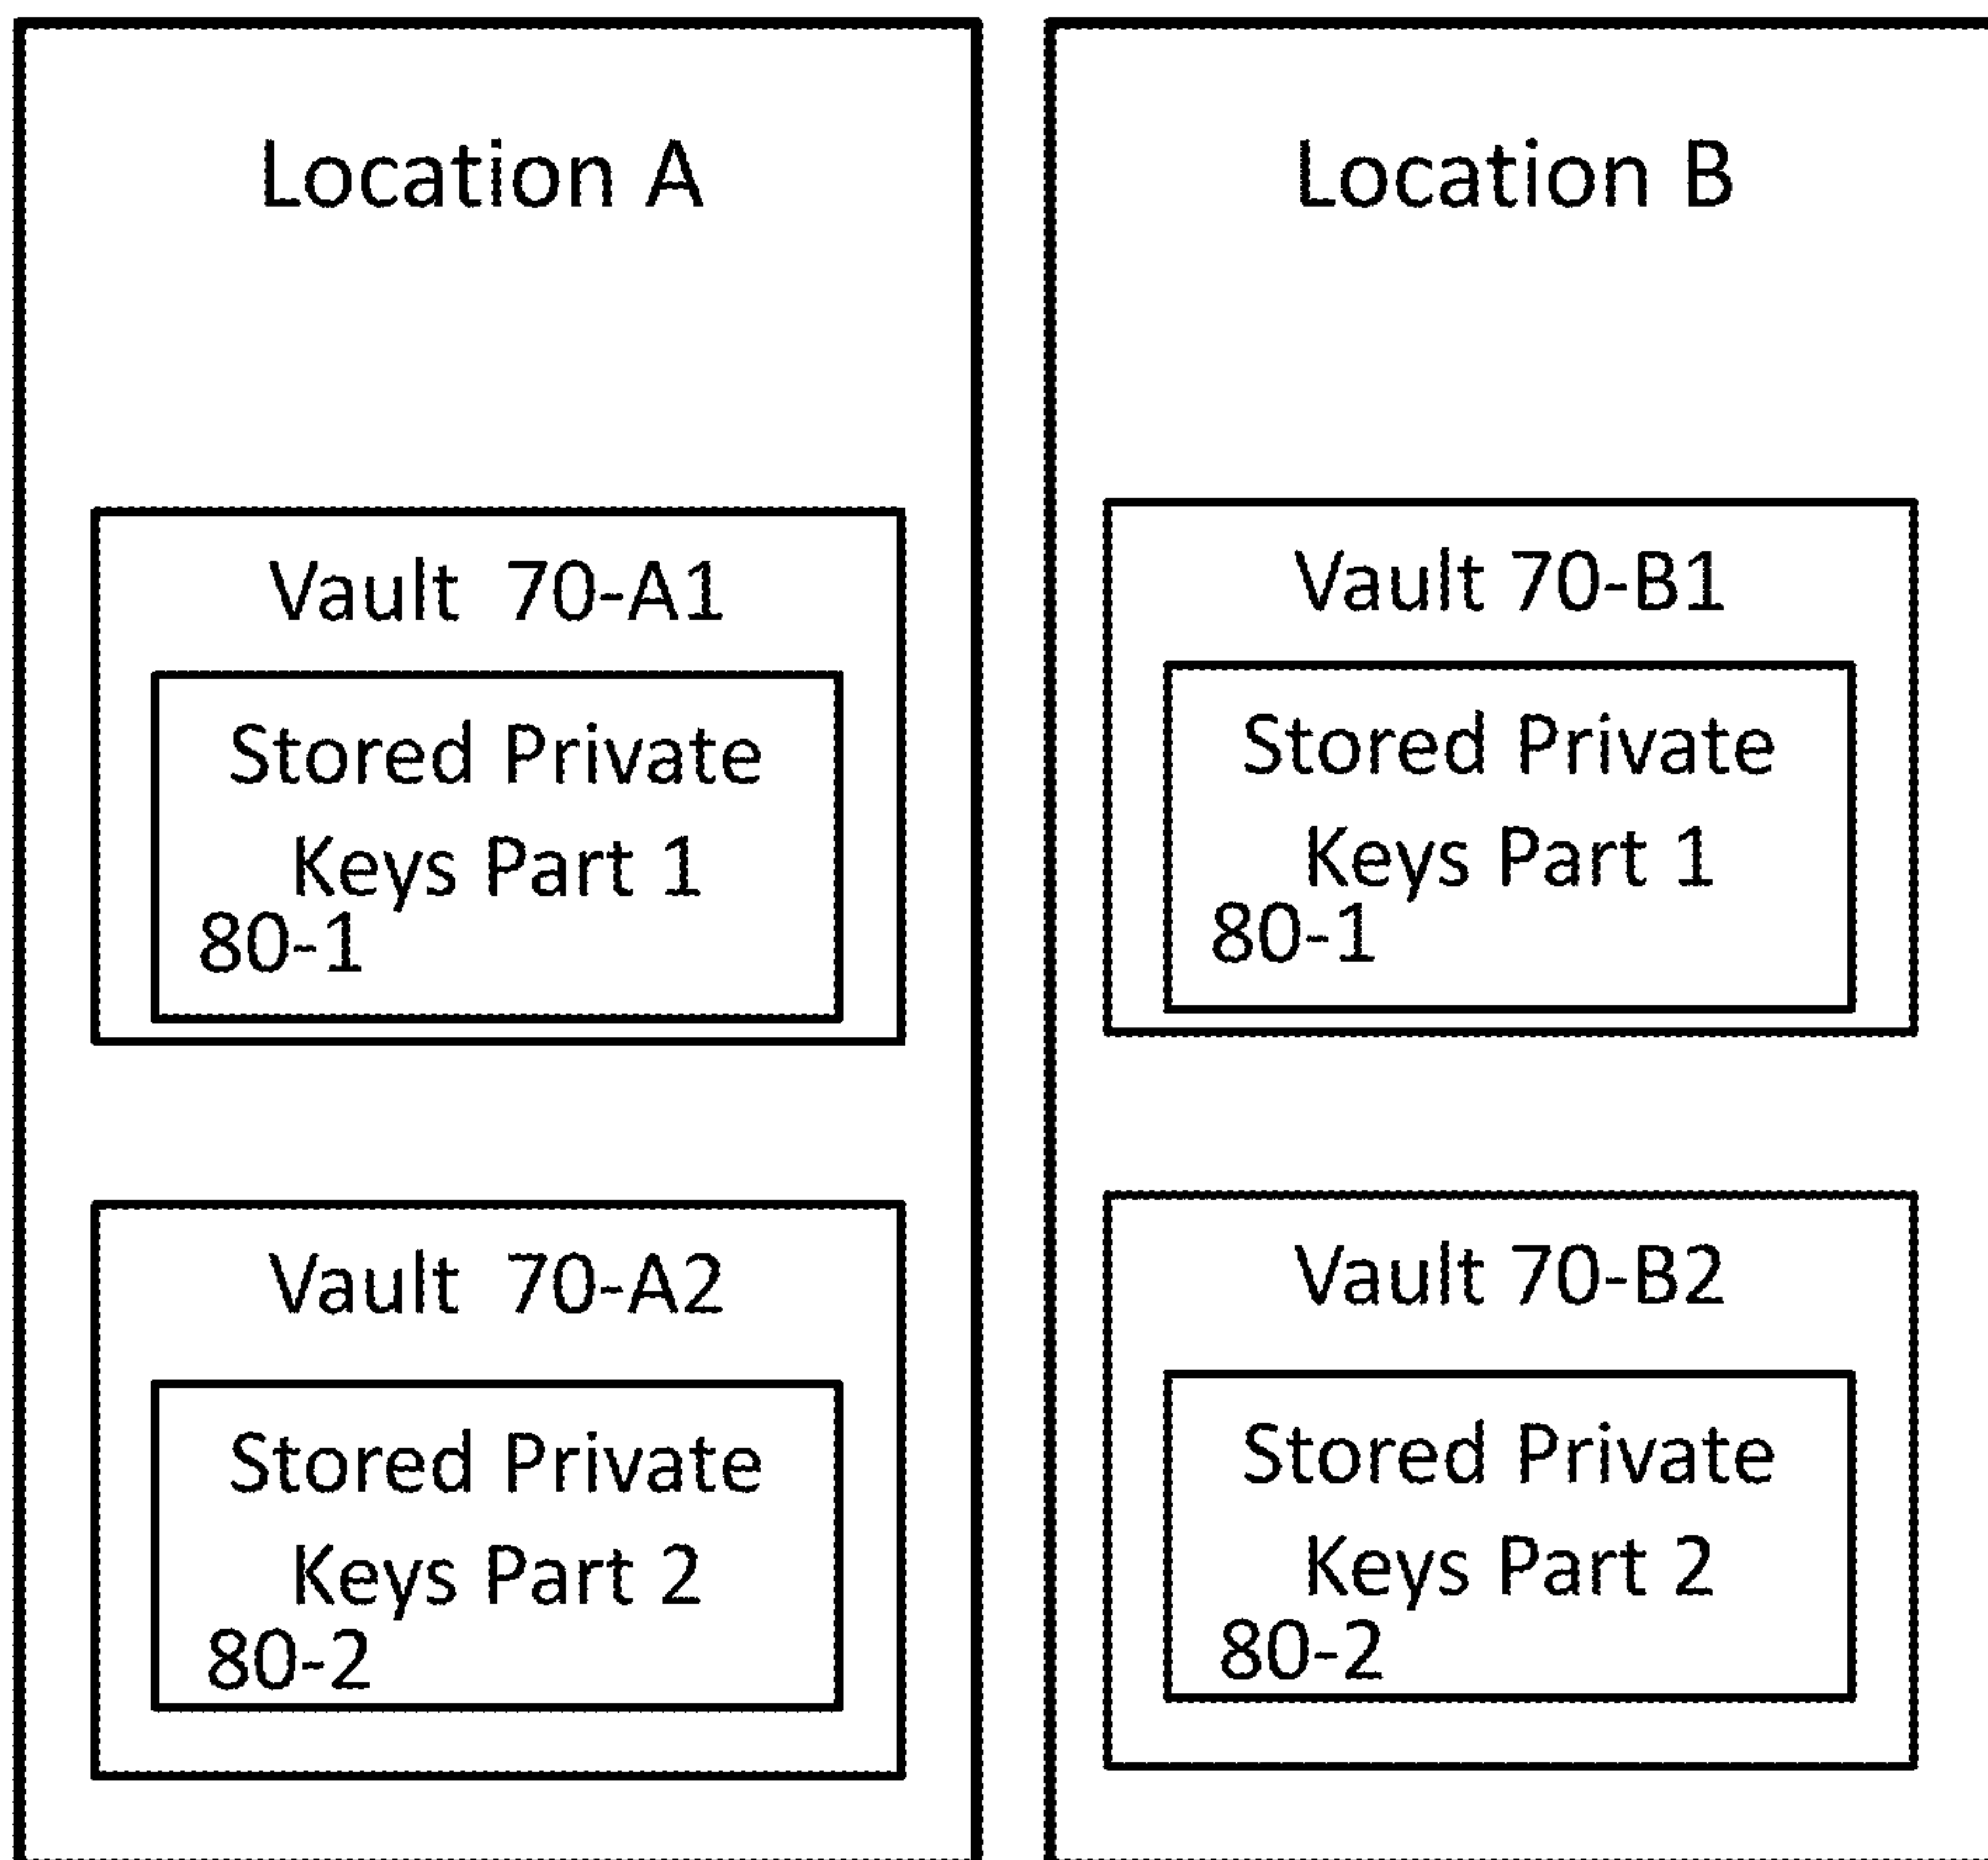 Location A
Vault 70-A1
Stored Private
Keys Part 1
80-1
Vault 70-A2
Stored Private
Keys Part 2
80-2
Location B
Vault 70-B1
Stored Private
Keys Part 1
80-1
Vault 70-B2
Stored Private
Keys Part 2
80-2